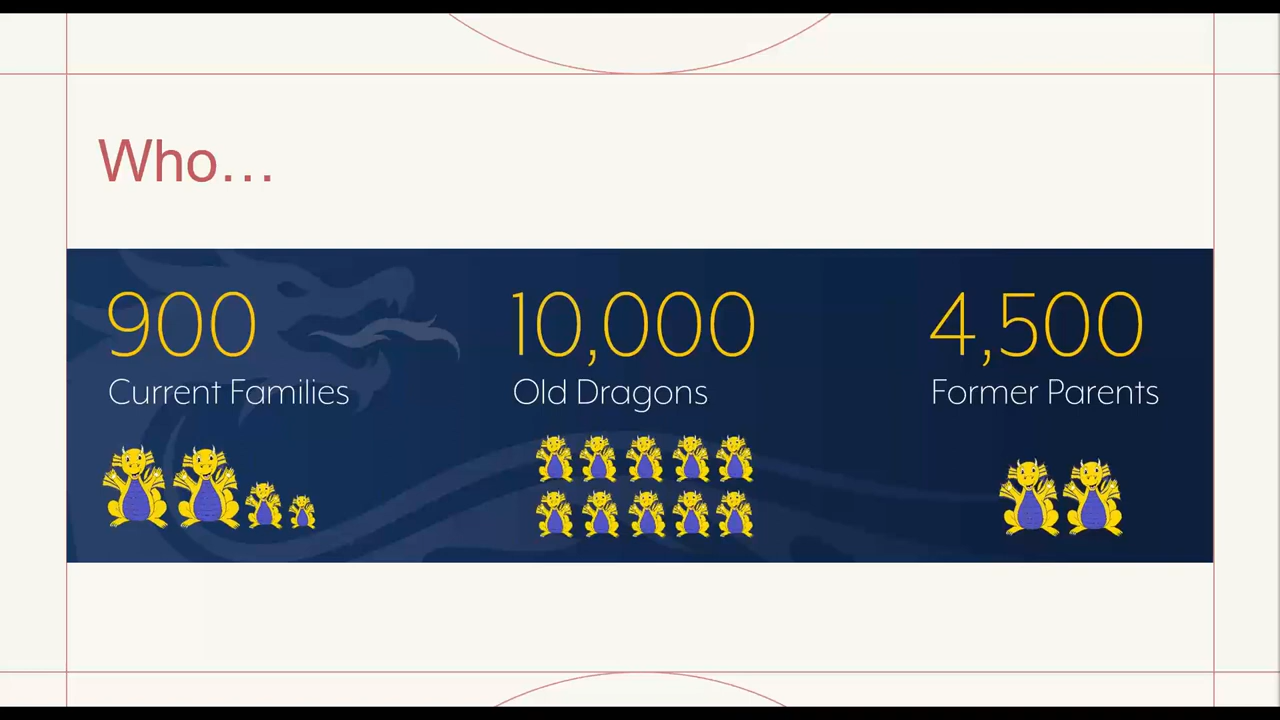 Who…
900
Current Families
10,000
Old Dragons
4,500
Former Parents